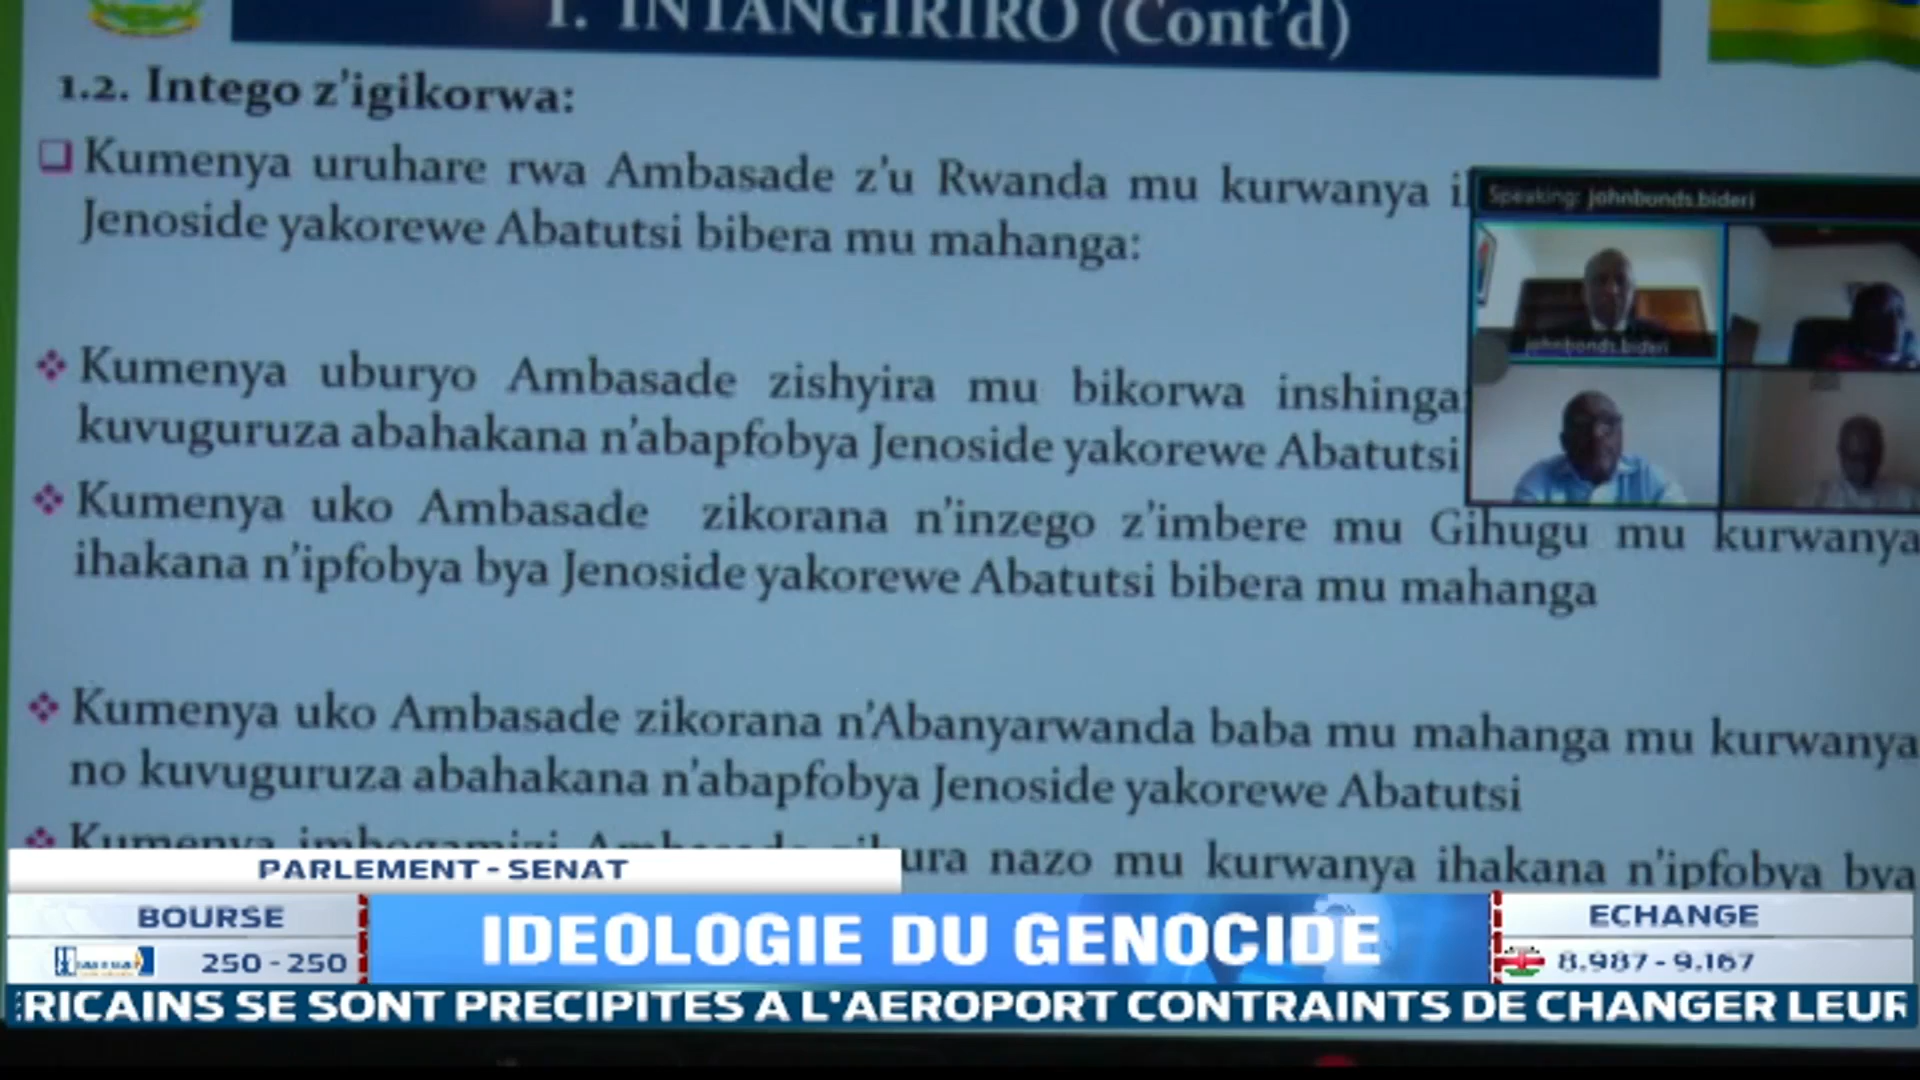 1. INTANGIRIRO (Cont'd)
1.2. Intego z'igikorwa:
Kumenya uruhare rwa Ambasade z'u Rwanda mu kurwanya
Jenoside yakorewe Abatutsi bibera mu mahanga:
Speaking: johnbonds.bideri
johnbonds.bideri
Kumenya uburyo Ambasade zishyira mu bikorwa inshinga
kuvuguruza abahakana n'abapfobya Jenoside yakorewe Abatutsi
Kumenya uko Ambasade zikorana n'inzego z'imbere mu Gihugu mu kurwanya
ihakana n'ipfobya bya Jenoside yakorewe Abatutsi bibera mu mahanga
Kumenya uko Ambasade zikorana n'Abanyarwanda baba mu mahanga mu kurwanya
no kuvuguruza abahakana n'abapfobya Jenoside yakorewe Abatutsi
Kumenya imbogamizi Ambasade nazo mu kurwanya ihakana n'ipfobya bya
PARLEMENT - SENAT
BOURSE
250 - 250
IDEOLOGIE DU GENOCIDE
ECHANGE
8.987 - 9.167
RICAINS SE SONT PRECIPITES A L'AEROPORT CONTRAINTS DE CHANGER LEUR